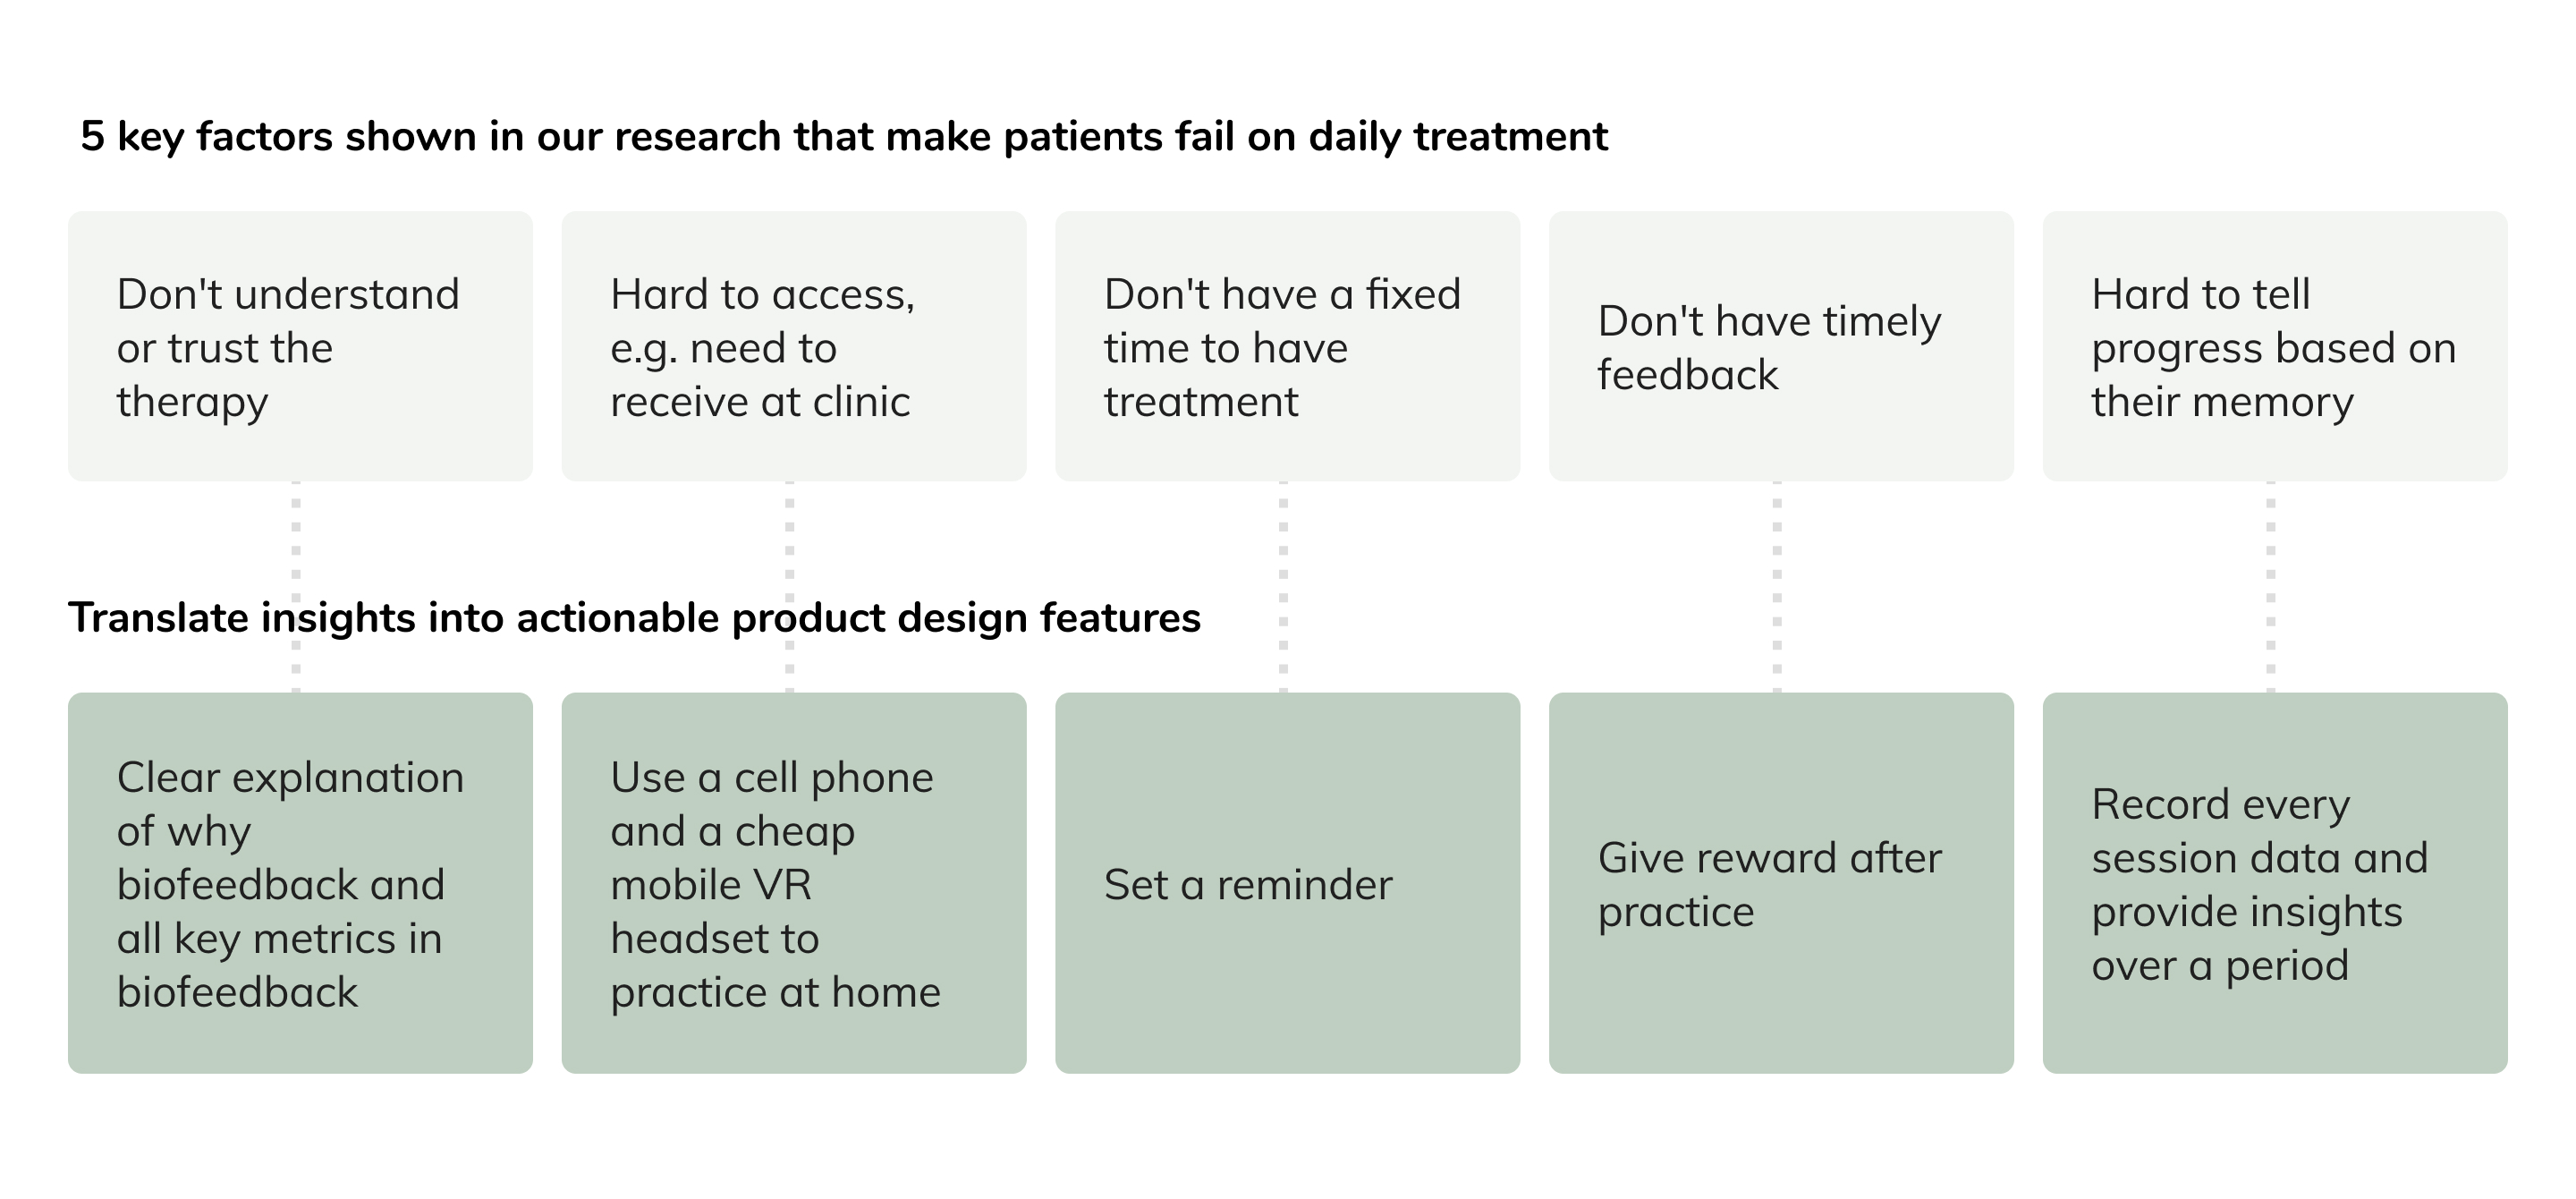 5 key factors shown in our research that make patients fail on daily treatment
Don't understand
or trust the
therapy
Hard to access,
e.g. need to
receive at clinic
Don't have a fixed
time to have
treatment
Don't have timely
feedback
Hard to tell
progress based on
their memory
Translate insights into actionable product design features
Clear explanation
of why
biofeedback and
all key metrics in
biofeedback
Use a cell phone
and a cheap
mobile VR
headset to
practice at home
Set a reminder
Give reward after
practice
Record every
session data and
provide insights
over a period